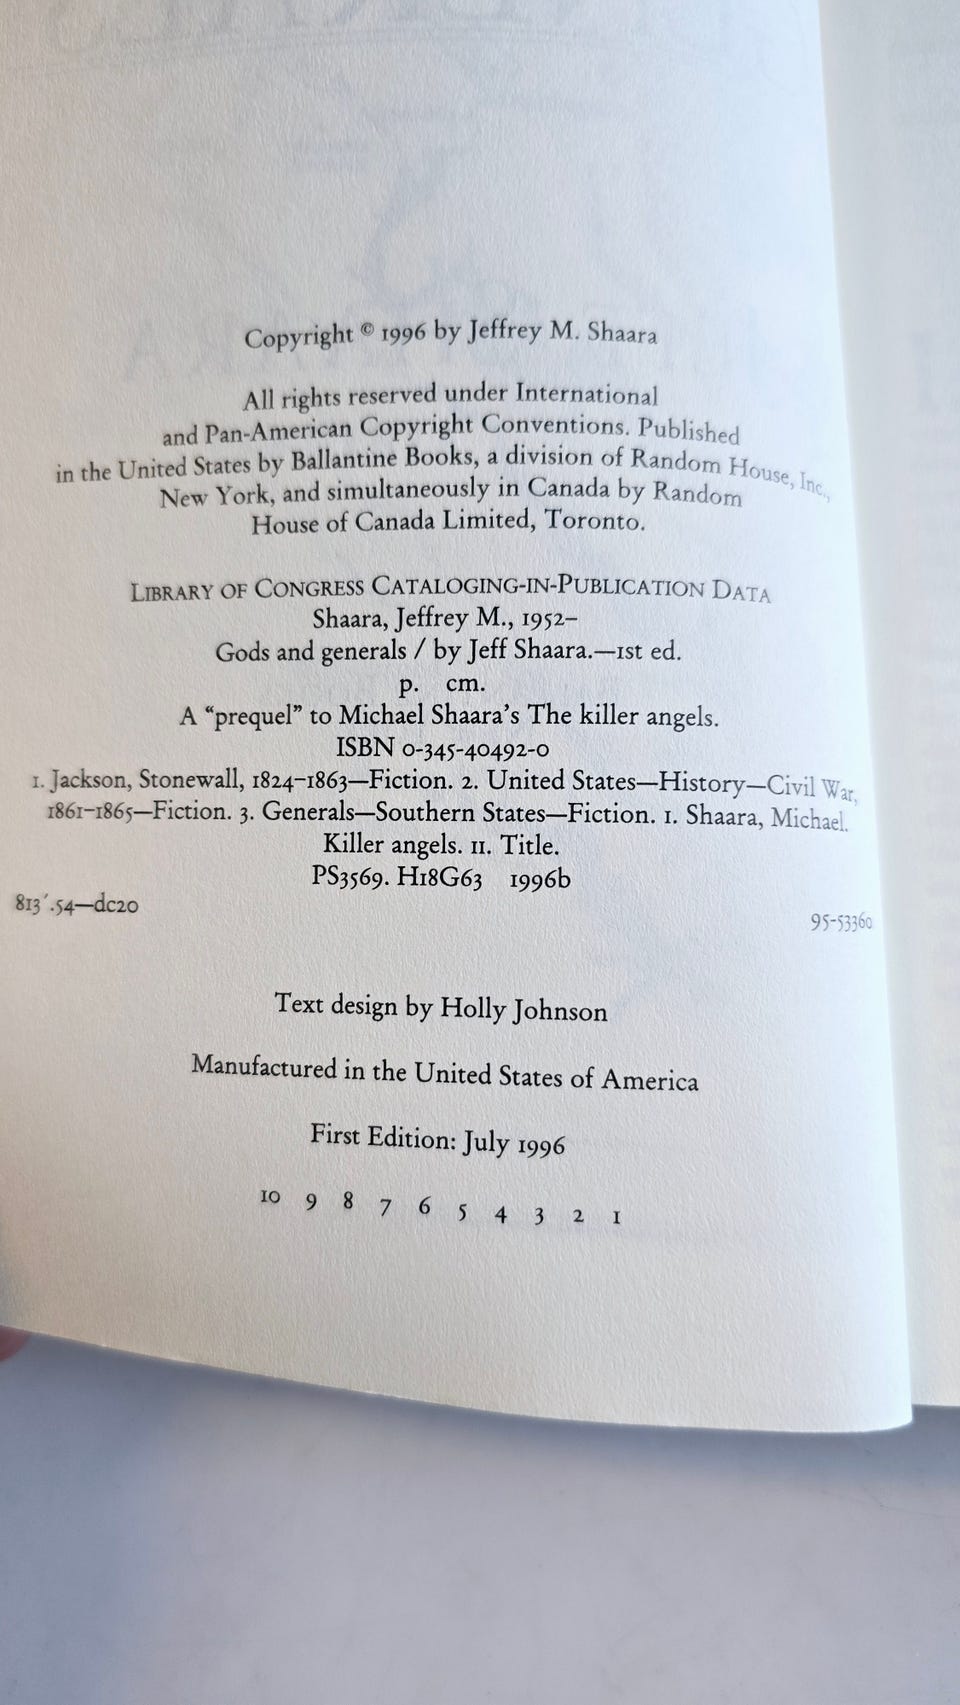 Copyright © 1996 by Jeffrey M. Shaara
All rights reserved under International
and Pan-American Copyright Conventions. Published
in the United States by Ballantine Books, a division of Random House, Inc.,
New York, and simultaneously in Canada by Random
House of Canada Limited, Toronto.
LIBRARY OF CONGRESS CATALOGING-IN-PUBLICATION DATA
Shaara, Jeffrey M., 1952–
Gods and generals / by Jeff Shaara.—1st ed.
p. cm.
A “prequel” to Michael Shaara’s The killer angels.
ISBN 0-345-40492-0
1. Jackson, Stonewall, 1824–1863—Fiction. 2. United States—History—Civil War,
1861–1865—Fiction. 3. Generals—Southern States—Fiction. I. Shaara, Michael.
Killer angels. II. Title.
PS3569. H18G63 1996b
813´.54—dc20
95-53360
Text design by Holly Johnson
Manufactured in the United States of America
First Edition: July 1996
10 9 8 7 6 5 4 3 2 1